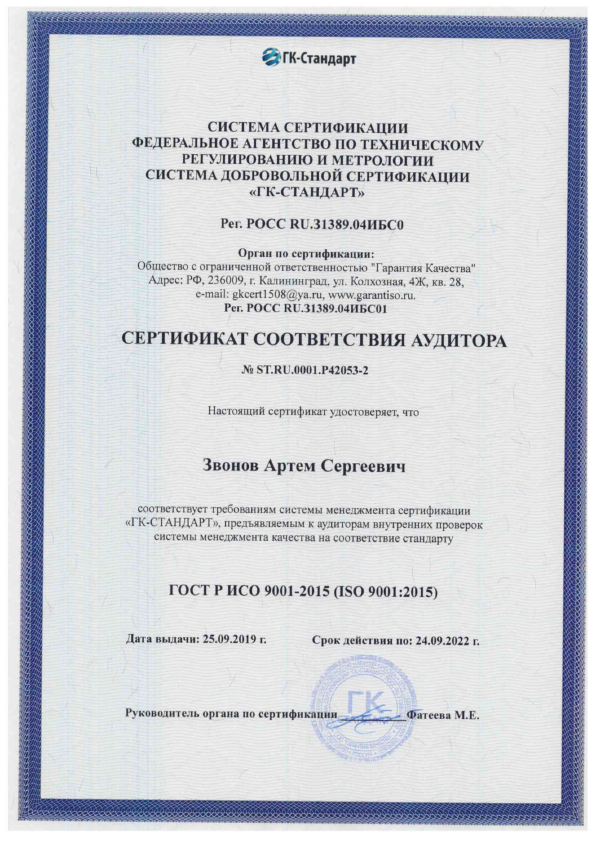 ГК-Стандарт
СИСТЕМА СЕРТИФИКАЦИИ
ФЕДЕРАЛЬНОЕ АГЕНТСТВО ПО ТЕХНИЧЕСКОМУ
РЕГУЛИРОВАНИЮ И МЕТРОЛОГИИ
СИСТЕМА ДОБРОВОЛЬНОЙ СЕРТИФИКАЦИИ
«ГК-СТАНДАРТ»
Рег. РОСС RU.З1389.04ИБС0
Орган по сертификации:
Общество с ограниченной ответственностью "Гарантия Качества"
Адрес: РФ, 236009, г. Калининград, ул. Колхозная, 4Ж, кв. 28,
e-mail: gkcert1508@ya.ru, www.garantiso.ru.
Рег. РОСС RU.З1389.04ИБС01
СЕРТИФИКАТ СООТВЕТСТВИЯ АУДИТОРА
№ ST.RU.0001.P42053-2
Настоящий сертификат удостоверяет, что
Звонов Артем Сергеевич
соответствует требованиям системы менеджмента сертификации
«ГК-СТАНДАРТ», предъявляемым к аудиторам внутренних проверок
системы менеджмента качества на соответствие стандарту
ГОСТ Р ИСО 9001-2015 (ISO 9001:2015)
Дата выдачи: 25.09.2019 г. Срок действия по: 24.09.2022 г.
ГК
Руководитель органа по сертификации Фатеева М.Е.